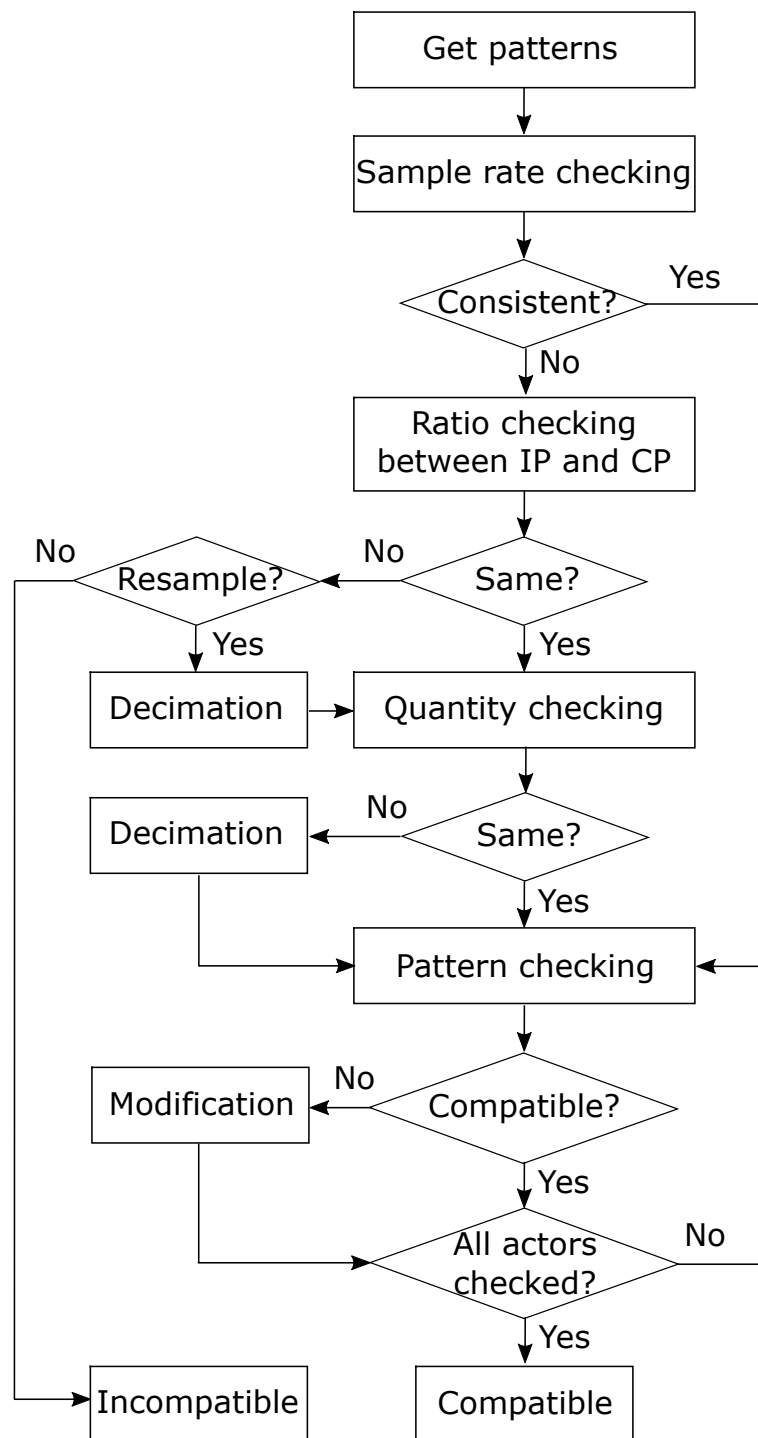 Get patterns
Sample rate checking
Consistent?
Yes
No
Ratio checking
between IP and CP
No
Resample?
No
Same?
Yes
Yes
Decimation
Quantity checking
No
Decimation
Same?
Yes
Pattern checking
No
Modification
Compatible?
Yes
All actors
checked?
No
Yes
Incompatible
Compatible